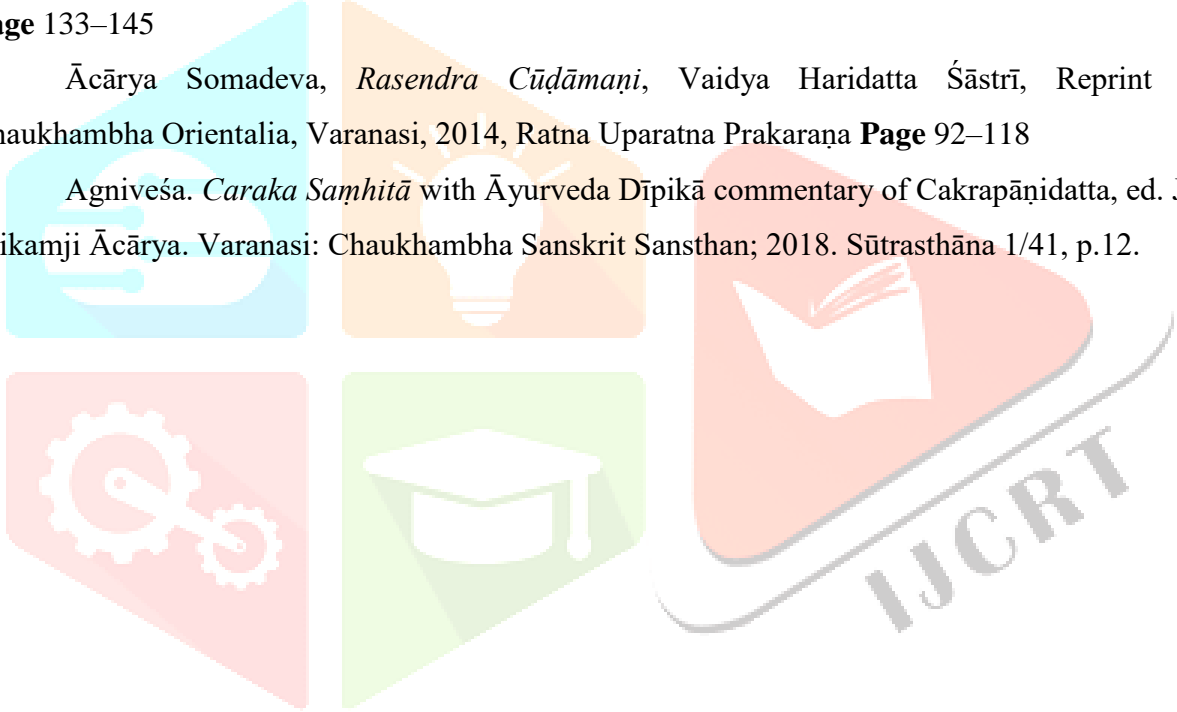 age 133–145
Ācārya Somadeva, Rasendra Cūḍāmaṇi, Vaidya Haridatta Śāstrī, Reprint
haukhambha Orientalia, Varanasi, 2014, Ratna Uparatna Prakaraṇa Page 92–118
Agniveśa. Caraka Saṃhitā with Āyurveda Dīpikā commentary of Cakrapāṇidatta, ed. J
ikamji Ācārya. Varanasi: Chaukhambha Sanskrit Sansthan; 2018. Sūtrasthāna 1/41, p.12.
IJCRT